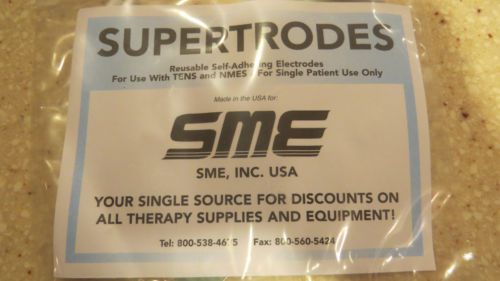 SUPERTRODES
Reusable Self-Adhering Electrodes
For Use With TENS and NMES For Single Patient Use Only
Made in the USA for:
SME
SME, INC. USA
YOUR SINGLE SOURCE FOR DISCOUNTS ON
ALL THERAPY SUPPLIES AND EQUIPMENT!
Tel: 800-538-4675 Fax: 800-560-5424